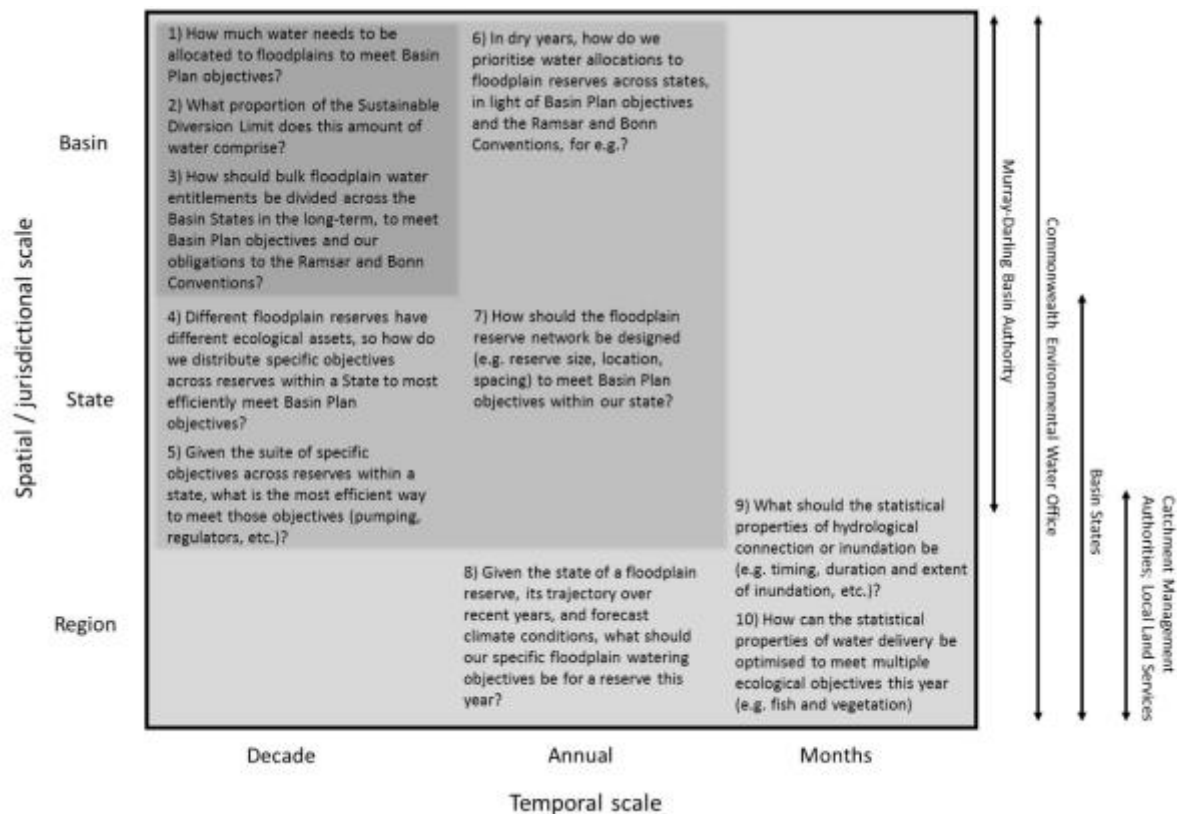 1) How much water needs to be
allocated to floodplains to meet Basin
Plan objectives?
2) What proportion of the Sustainable
Diversion Limit does this amount of
water comprise?
3) How should bulk floodplain water
entitlements be divided across the
Basin States in the long-term, to meet
Basin Plan objectives and our
obligations to the Ramsar and Bonn
Conventions?
6) In dry years, how do we
prioritise water allocations to
floodplain reserves across states,
in light of Basin Plan objectives
and the Ramsar and Bonn
Conventions, for e.g.?
4) Different floodplain reserves have
different ecological assets, so how do
we distribute specific objectives
across reserves within a State to most
efficiently meet Basin Plan
objectives?
5) Given the suite of specific
objectives across reserves within a
state, what is the most efficient way
to meet those objectives (pumping,
regulators, etc.)?
7) How should the floodplain
reserve network be designed
(e.g. reserve size, location,
spacing) to meet Basin Plan
objectives within our state?
8) Given the state of a floodplain
reserve, its trajectory over
recent years, and forecast
climate conditions, what should
our specific floodplain watering
objectives be for a reserve this
year?
9) What should the statistical
properties of hydrological
connection or inundation be
(e.g. timing, duration and extent
of inundation, etc.)?
10) How can the statistical
properties of water delivery be
optimised to meet multiple
ecological objectives this year
(e.g. fish and vegetation)
Spatial / jurisdictional scale
Basin
State
Region
Decade
Annual
Months
Temporal scale
Murray-Darling Basin Authority
Commonwealth Environmental Water Office
Basin States
Catchment Management
Authorities; Local Land Services